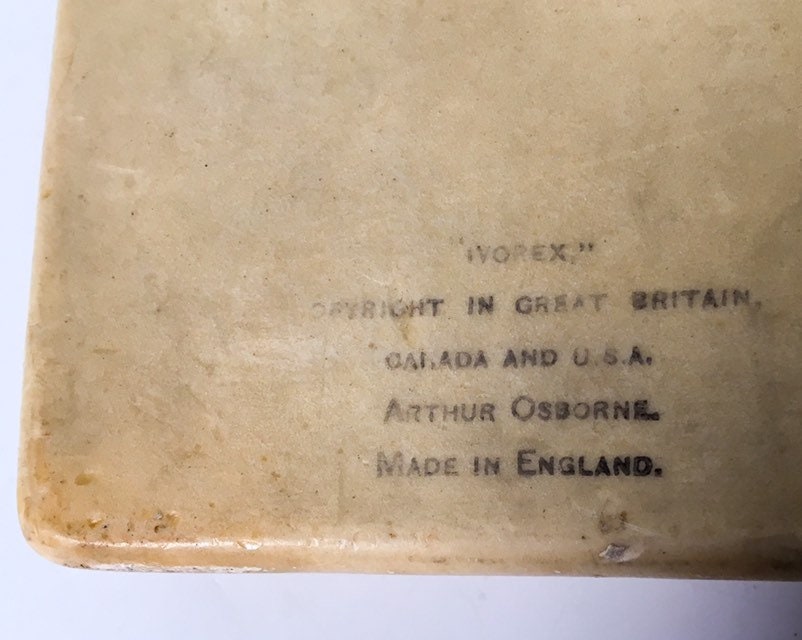 "IVOREX,"
COPYRIGHT IN GREAT BRITAIN,
CANADA AND U.S.A.
ARTHUR OSBORNE.
MADE IN ENGLAND.